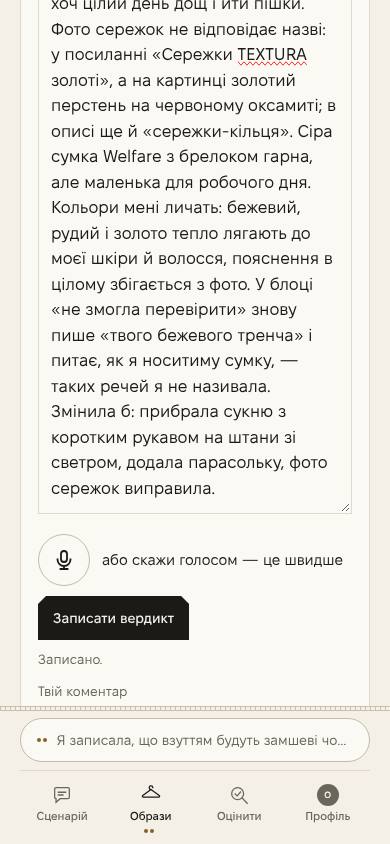 хоч цілий день дощ і йти пішки.
Фото сережок не відповідає назві:
у посиланні «Сережки TEXTURA
золоті», а на картинці золотий
перстень на червоному оксамиті; в
описі ще й «сережки-кільця». Сіра
сумка Welfare з брелоком гарна,
але маленька для робочого дня.
Кольори мені личать: бежевий,
рудий і золото тепло лягають до
моєї шкіри й волосся, пояснення в
цілому збігається з фото. У блоці
«не змогла перевірити» знову
пише «твого бежевого тренча» і
питає, як я носитиму сумку, —
таких речей я не називала.
Змінила б: прибрала сукню з
коротким рукавом на штани зі
светром, додала парасольку, фото
сережок виправила.
або скажи голосом — це швидше
Записати вердикт
Записано.
Твій коментар
Я записала, що взуттям будуть замшеві чо...
Сценарій
Образи
Оцінити
О
Профіль